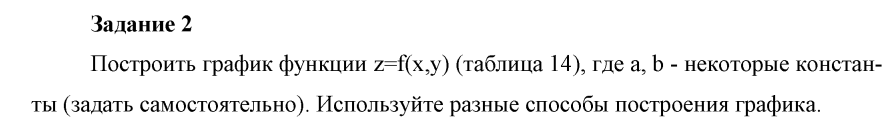 Задание 2
Построить график функции z=f(x,y) (таблица 14), где a, b - некоторые констан-
ты (задать самостоятельно). Используйте разные способы построения графика.